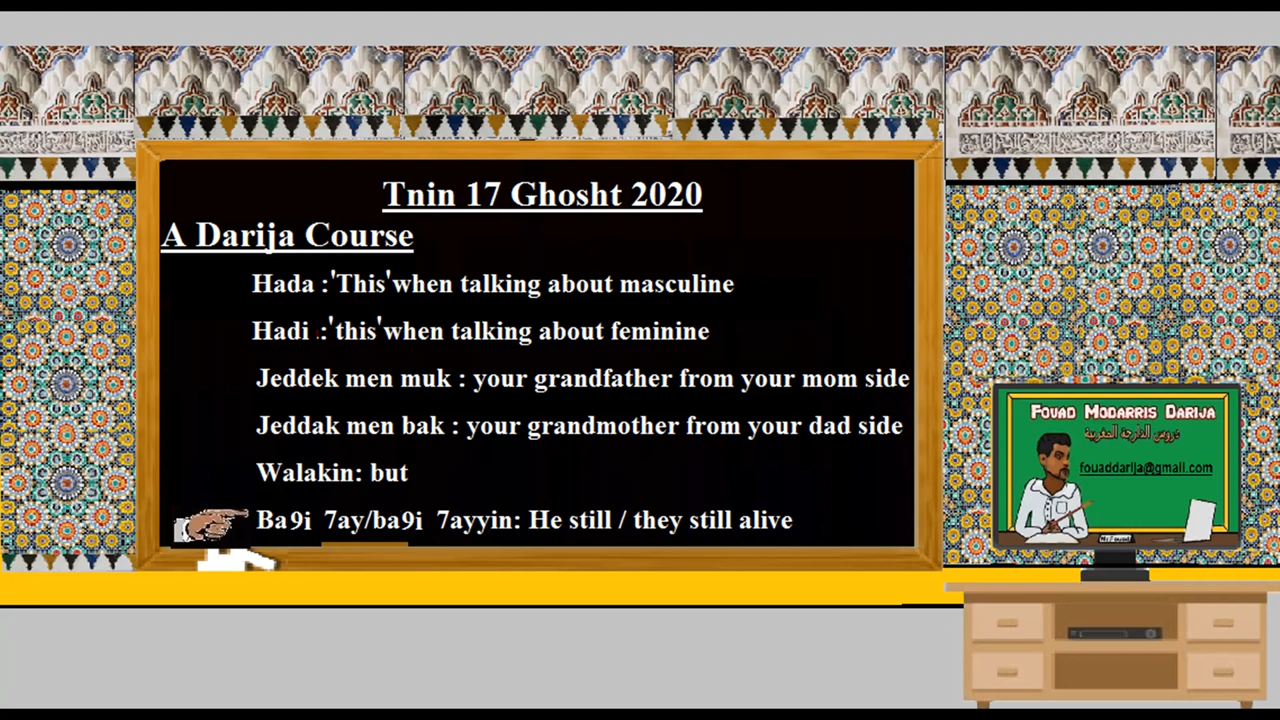 Tnin 17 Ghosht 2020
A Darija Course
Hada :'This'when talking about masculine
Hadi :'this'when talking about feminine
Jeddek men muk : your grandfather from your mom side
Jeddak men bak : your grandmother from your dad side
Walakin: but
Ba9i 7ay/ba9i 7ayyin: He still / they still alive
Fouad Modarris Darija
دروس الدارجة المغربية
fouaddarija@gmail.com